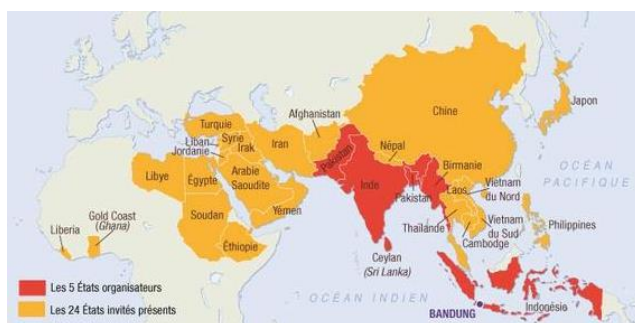 Turquie
Syrie
Liban
Jordanie
Irak
Iran
Afghanistan
Pakistan
Népal
Chine
Japon
OCÉAN
PACIFIQUE
Libye
Égypte
Arabie
Saoudite
Yémen
Soudan
Éthiopie
Liberia
Gold Coast
(Ghana)
Inde
Pakistan
Birmanie
Laos
Vietnam
du Nord
Vietnam
du Sud
Thaïlande
Cambodge
Philippines
Ceylan
(Sri Lanka)
OCÉAN INDIEN
BANDUNG
Indogésie
Les 5 États organisateurs
Les 24 États invités présents